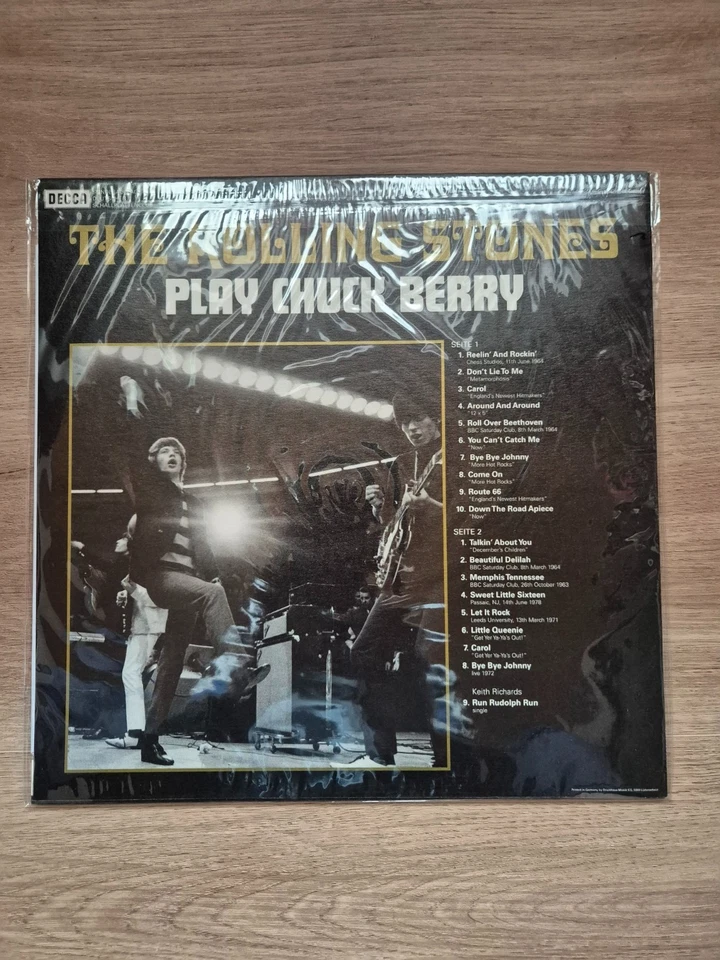 DECCA
THE ROLLING STONES
PLAY CHUCK BERRY
SEITE 1
1. Reelin' And Rockin'
Chess Studios, 11th June 1964
2. Don't Lie To Me
"Metamorphosis"
3. Carol
"England's Newest Hitmakers"
4. Around And Around
"12 x 5"
5. Roll Over Beethoven
BBC Saturday Club, 8th March 1964
6. You Can't Catch Me
"Now"
7. Bye Bye Johnny
"More Hot Rocks"
8. Come On
"More Hot Rocks"
9. Route 66
"England's Newest Hitmakers"
10. Down The Road Apiece
"Now"
SEITE 2
1. Talkin' About You
"December's Children"
2. Beautiful Delilah
BBC Saturday Club, 8th March 1964
3. Memphis Tennessee
BBC Saturday Club, 26th October 1963
4. Sweet Little Sixteen
Passaic, NJ, 14th June 1978
5. Let It Rock
Leeds University, 13th March 1971
6. Little Queenie
"Get Yer Ya-Ya's Out!"
7. Carol
"Get Yer Ya-Ya's Out!"
8. Bye Bye Johnny
live 1972
Keith Richards
9. Run Rudolph Run
single